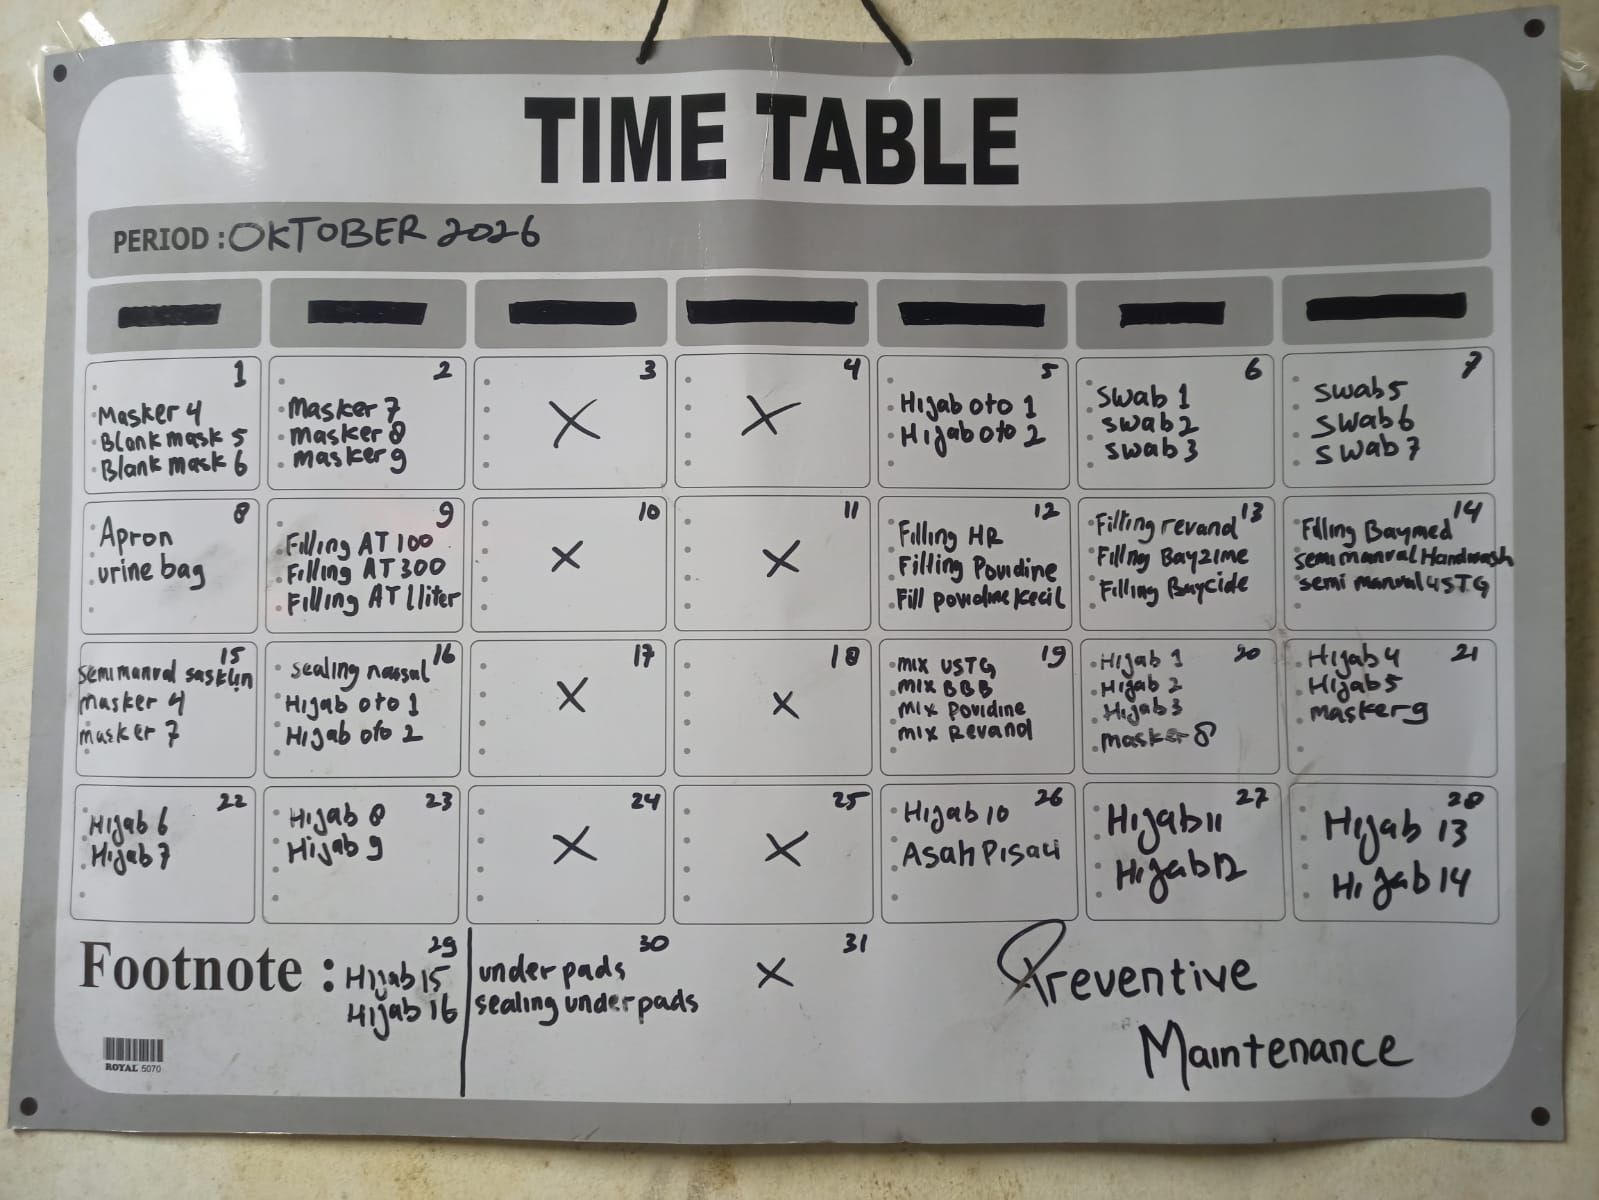 TIME TABLE
PERIOD : OKTOBER 2026
1
Masker 4
Blank mask 5
Blank mask 6
2
Masker 7
masker 8
masker 9
3
X
4
X
5
Hijab oto 1
Hijab oto 2
6
Swab 1
swab 2
swab 3
7
swab 5
swab 6
swab 7
8
Apron
urine bag
9
Filling AT 100
Filling AT 300
Filling AT 1 liter
10
X
11
X
12
Filling HR
Filling Povidine
Fill povidine kecil
13
Filling revanol
Filling Bayzime
Filling Baycide
14
Filling Baymed
semi manual Handwash
semi manual USTG
15
semi manual
masker 4
masker 7
16
sealing nassal
Hijab oto 1
Hijab oto 2
17
X
18
X
19
mix USTG
mix BBB
mix Povidine
mix Revanol
20
Hijab 1
Hijab 2
Hijab 3
masker 8
21
Hijab 4
Hijab 5
masker 9
22
Hijab 6
Hijab 7
23
Hijab 8
Hijab 9
24
X
25
X
26
Hijab 10
Asah Pisau
27
Hijab 11
Hijab 12
28
Hijab 13
Hijab 14
Footnote :
29
Hijab 15
Hijab 16
30
under pads
sealing underpads
31
X
Preventive
Maintenance
ROYAL 5070